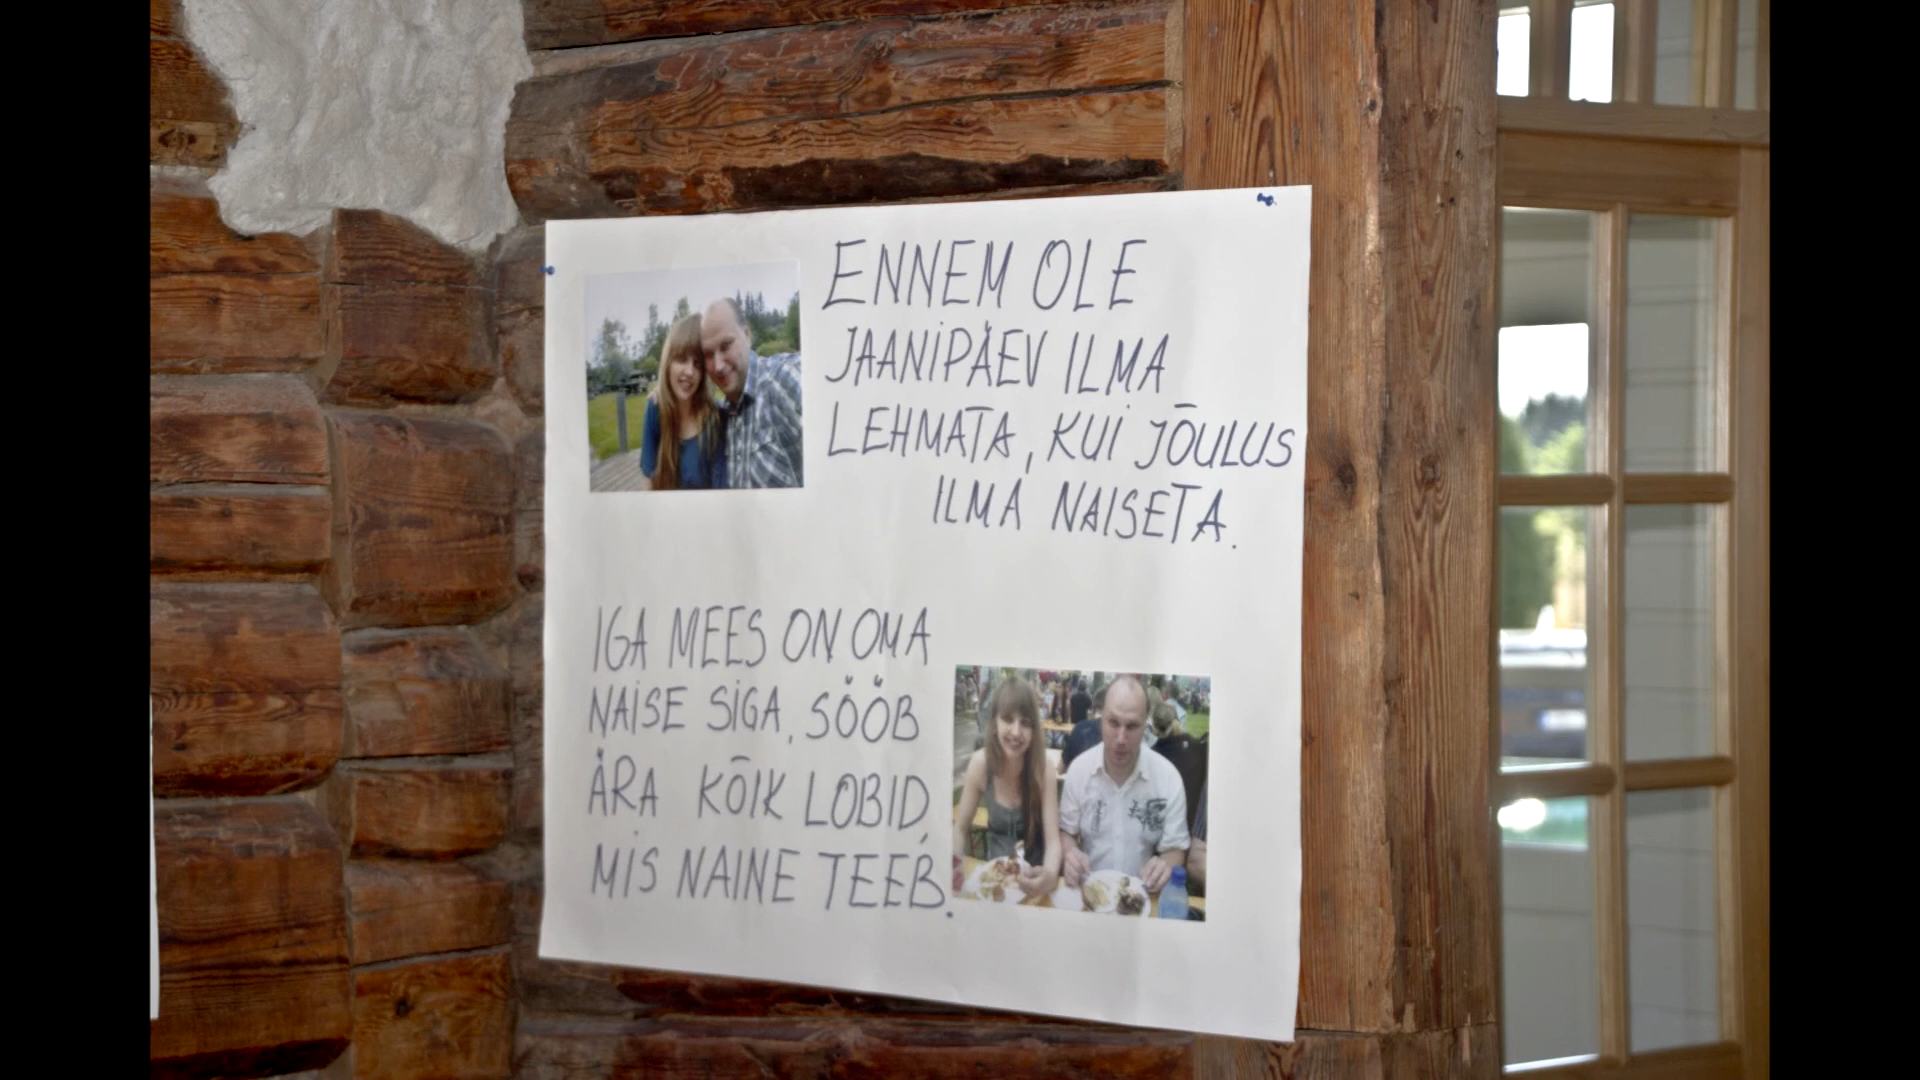 ENNEM OLE
JAANIPÄEV ILMA
LEHMATA, KUI JÕULUS
ILMA NAISETA.
IGA MEES ON OMA
NAISE SIGA, SÖÖB
ÄRA KÕIK LOBID,
MIS NAINE TEEB.